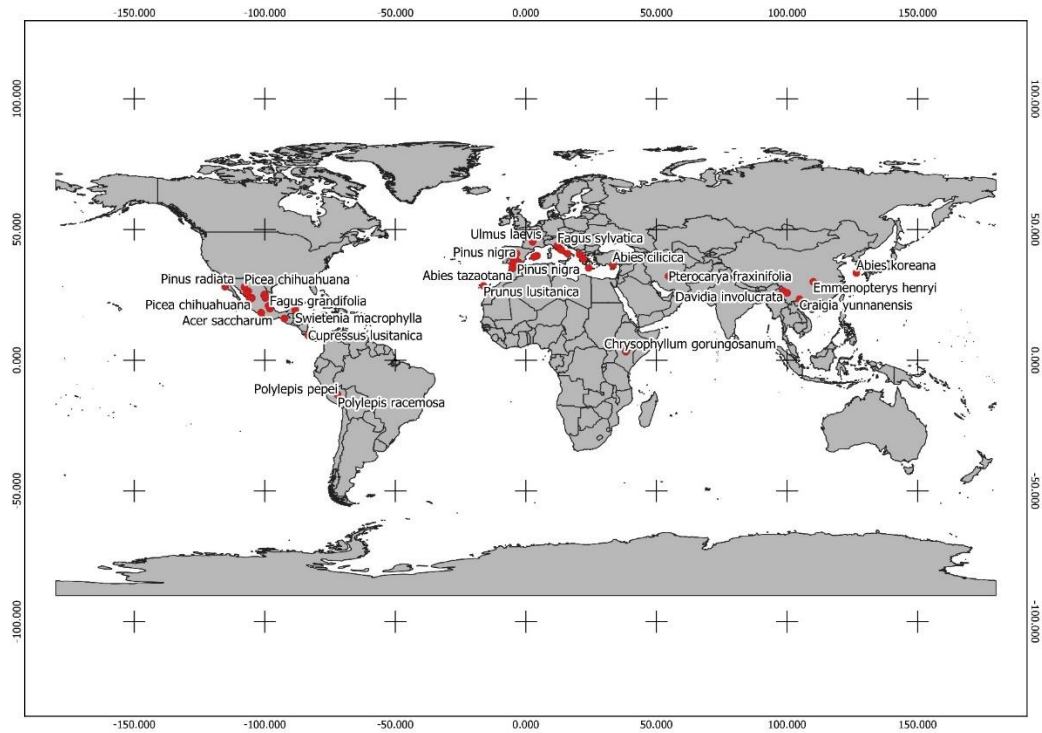 -150.000 -100.000 -50.000 0.000 50.000 100.000 150.000
100.000 100.000
50.000 50.000
Ulmus laevis Fagus sylvatica
Pinus nigra Abies cilicica Abies koreana
Pinus radiata Picea chihuahuana Abies tazaotana Pinus nigra Pterocarya fraxinifolia
Prunus lusitanica Emmenopterys henryi
Picea chihuahuana Fagus grandifolia Davidia involucrata Craigia yunnanensis
Acer saccharum Swietenia macrophylla
Cupressus lusitanica
Chrysophyllum gorungosanum
0.000 0.000
Polylepis pepei
Polylepis racemosa
-50.000 -50.000
-100.000 -100.000
-150.000 -100.000 -50.000 0.000 50.000 100.000 150.000